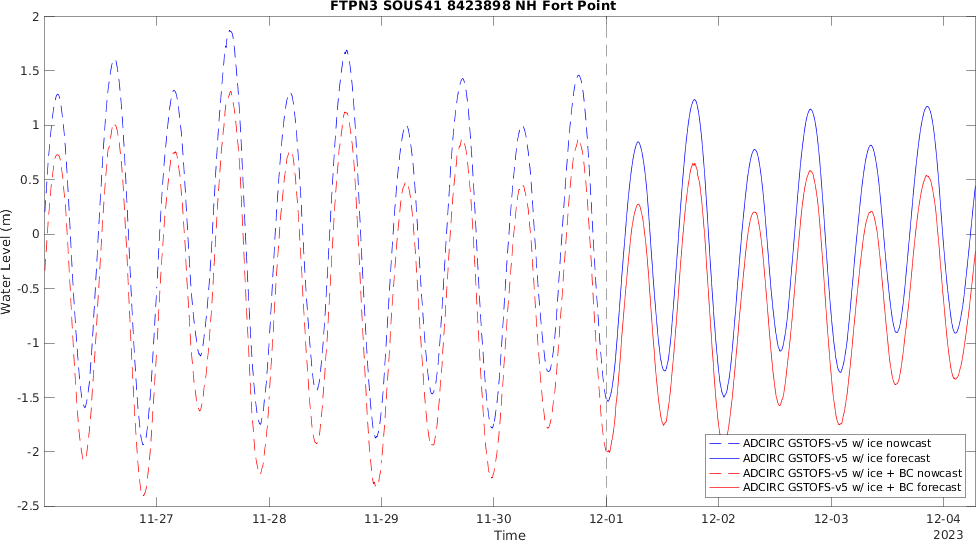 FTPN3 SOUS41 8423898 NH Fort Point
2
1.5
1
0.5
0
-0.5
-1
-1.5
-2
-2.5
Water Level (m)
ADCIRC GSTOFS-v5 w/ ice nowcast
ADCIRC GSTOFS-v5 w/ ice forecast
ADCIRC GSTOFS-v5 w/ ice + BC nowcast
ADCIRC GSTOFS-v5 w/ ice + BC forecast
11-27 11-28 11-29 11-30 12-01 12-02 12-03 12-04
Time
2023